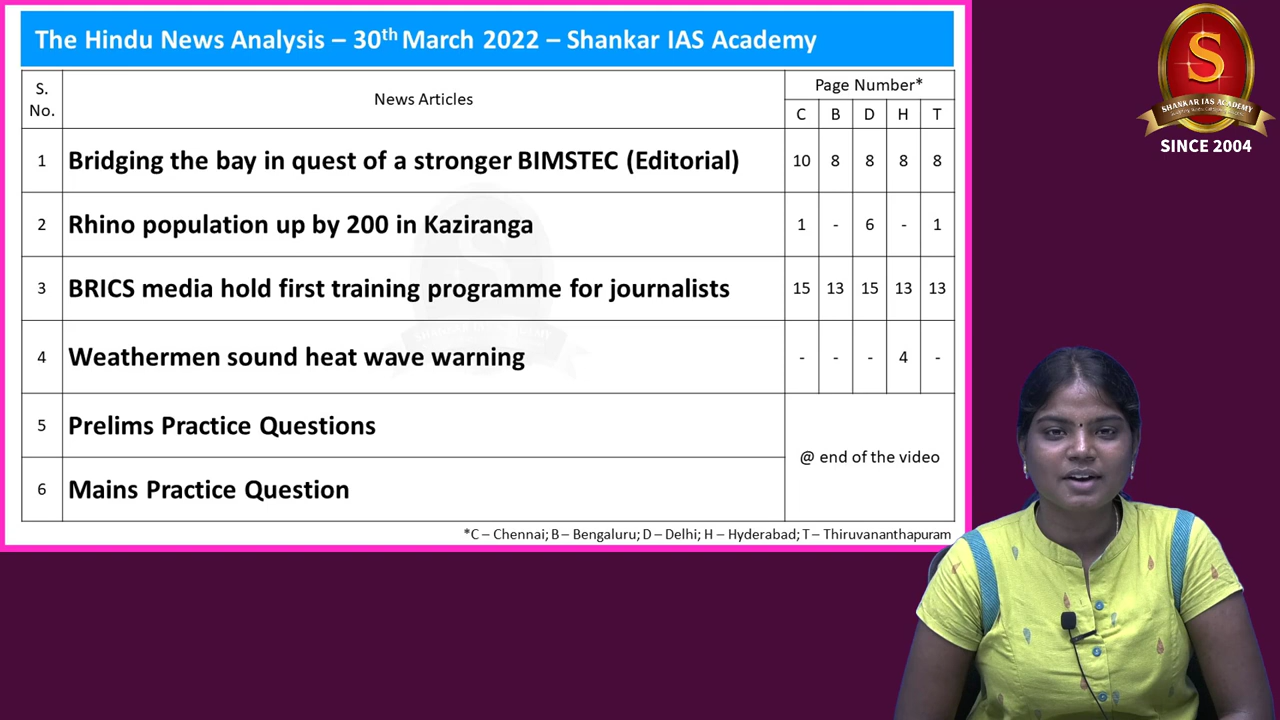 The Hindu News Analysis – 30th March 2022 – Shankar IAS Academy
S. No.
News Articles
Page Number*
C B D H T
1 Bridging the bay in quest of a stronger BIMSTEC (Editorial) 10 8 8 8 8
2 Rhino population up by 200 in Kaziranga 1 - 6 - 1
3 BRICS media hold first training programme for journalists 15 13 15 13 13
4 Weathermen sound heat wave warning - - - 4 -
5 Prelims Practice Questions
@ end of the video
6 Mains Practice Question
*C – Chennai; B – Bengaluru; D – Delhi; H – Hyderabad; T – Thiruvananthapuram
S
SHANKAR IAS ACADEMY
SINCE 2004